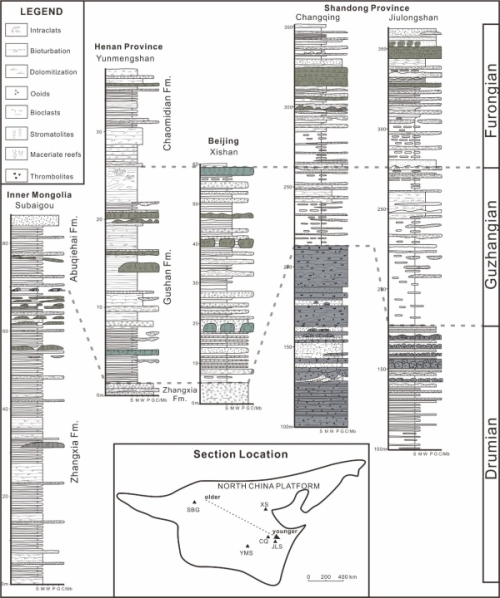 LEGEND
Intraclats
Bioturbation
Dolomitization
Ooids
Bioclasts
Stromatolites
Maceriate reefs
Thrombolites
Inner Mongolia
Subaigou
Abuqiehai Fm.
Zhangxia Fm.
S M W P G C/Mb
Henan Province
Yunmengshan
Chaomidian Fm.
Gushan Fm.
Zhangxia
Fm.
S M W P G C/Mb
Beijing
Xishan
S M W P G C/Mb
Shandong Province
Changqing
S M W P G C/Mb
Jiulongshan
S M W P G C/Mb
Furongian
Guzhangian
Drumian
Section Location
NORTH CHINA PLATFORM
older
SBG
XS
younger
CQ
JLS
YMS
0 200 400 km